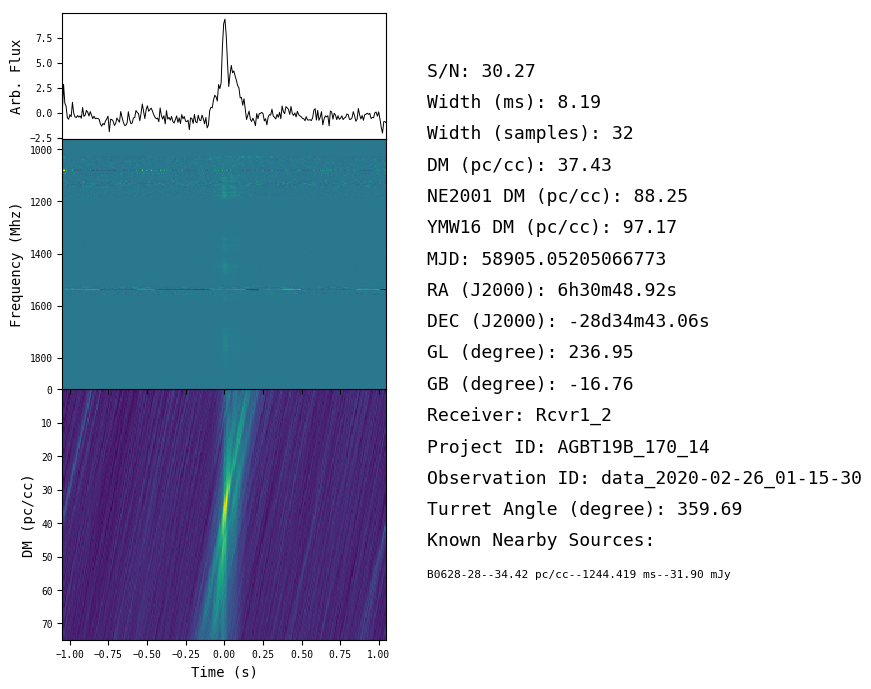 7.5
5.0
2.5
0.0
−2.5
Arb. Flux
1000
1200
1400
1600
1800
Frequency (Mhz)
0
10
20
30
40
50
60
70
DM (pc/cc)
−1.00 −0.75 −0.50 −0.25 0.00 0.25 0.50 0.75 1.00
Time (s)
S/N: 30.27
Width (ms): 8.19
Width (samples): 32
DM (pc/cc): 37.43
NE2001 DM (pc/cc): 88.25
YMW16 DM (pc/cc): 97.17
MJD: 58905.05205066773
RA (J2000): 6h30m48.92s
DEC (J2000): -28d34m43.06s
GL (degree): 236.95
GB (degree): -16.76
Receiver: Rcvr1_2
Project ID: AGBT19B_170_14
Observation ID: data_2020-02-26_01-15-30
Turret Angle (degree): 359.69
Known Nearby Sources:
B0628-28--34.42 pc/cc--1244.419 ms--31.90 mJy